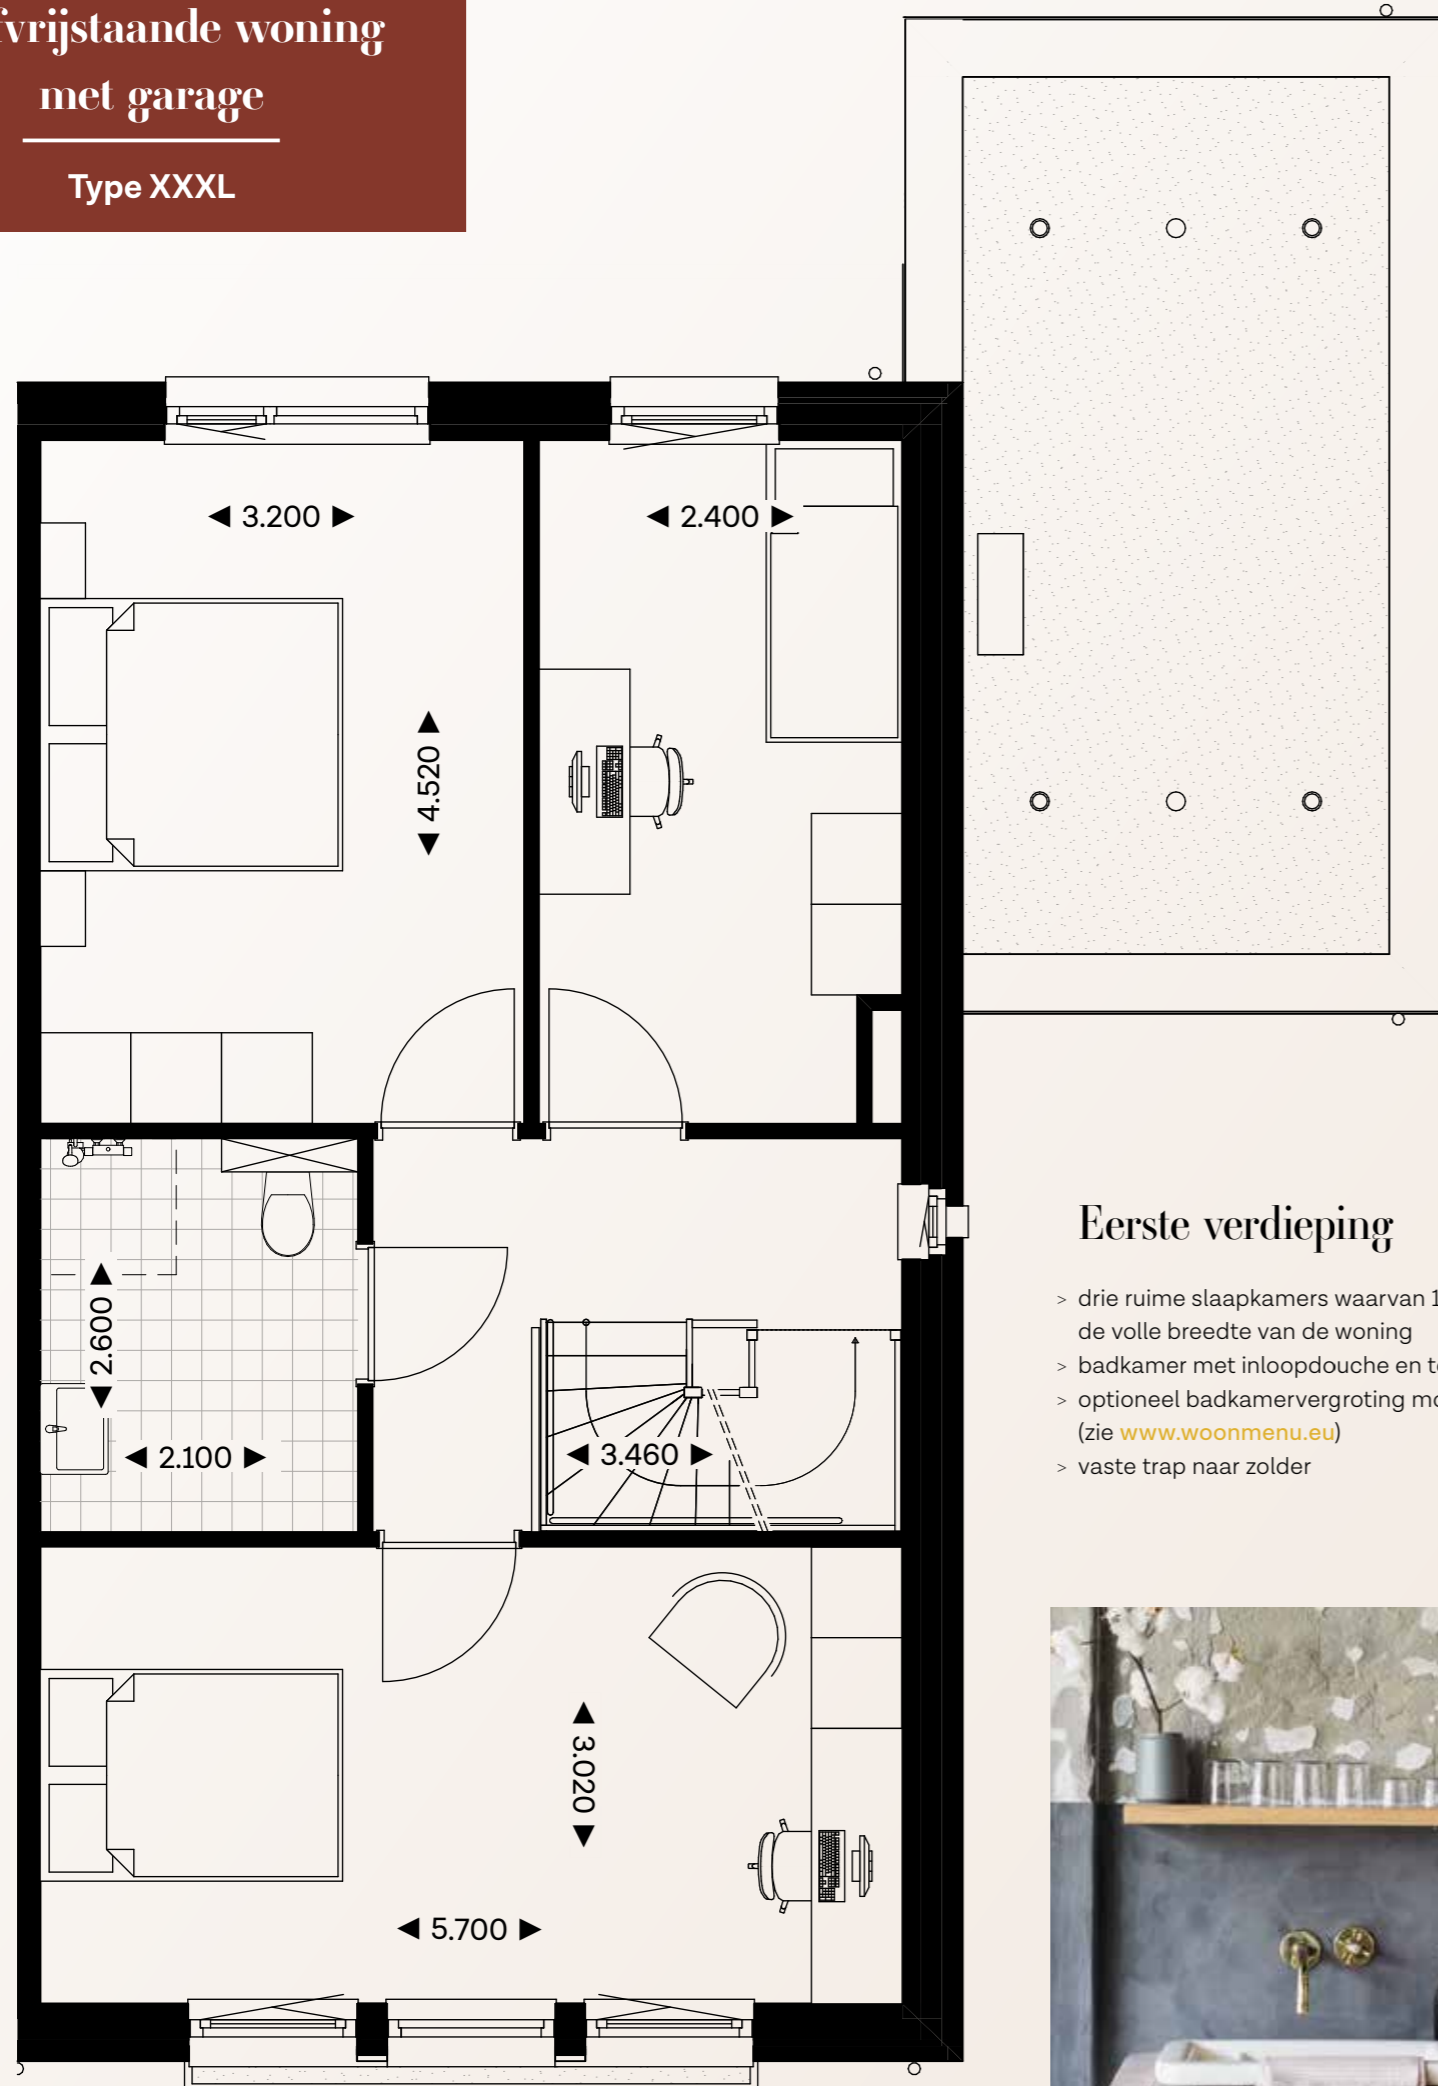 vrijstaande woning
met garage
Type XXXL
3.200
2.400
4.520
2.600
2.100
3.460
3.020
5.700
Eerste verdieping
> drie ruime slaapkamers waarvan 1
de volle breedte van de woning
> badkamer met inloopdouche en
> optioneel badkamervergroting
(zie www.woonmenu.eu)
> vaste trap naar zolder